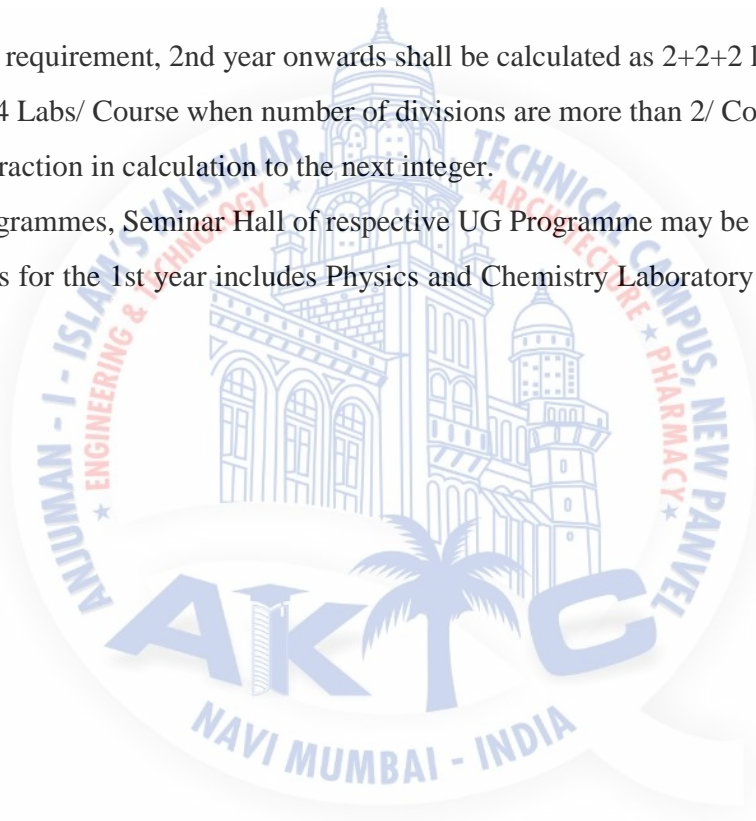 requirement, 2nd year onwards shall be calculated as 2+2+2
4 Labs/ Course when number of divisions are more than 2/
in calculation to the next integer.
Seminar Hall of respective UG Programme may be
for the 1st year includes Physics and Chemistry Laboratory
ANJUMAN - I - ISLAM'S KALSEKAR TECHNICAL CAMPUS, NEW PANVEL
ENGINEERING & TECHNOLOGY ★ ★ ARCHITECTURE ★ PHARMACY ★
AKTC
NAVI MUMBAI - INDIA